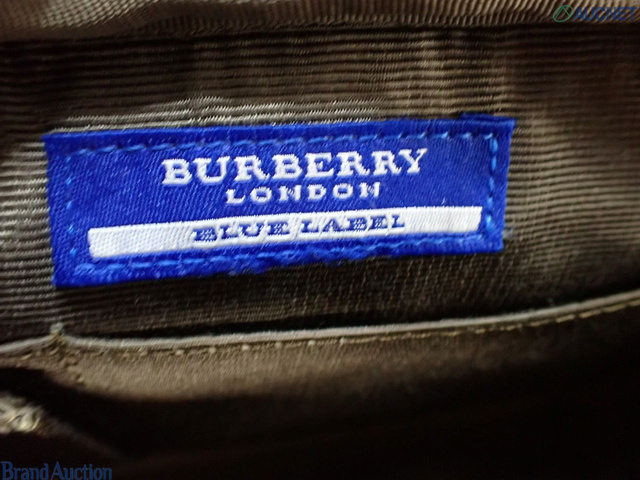 BURBERRY
LONDON
BLUE LABEL
Brand Auction